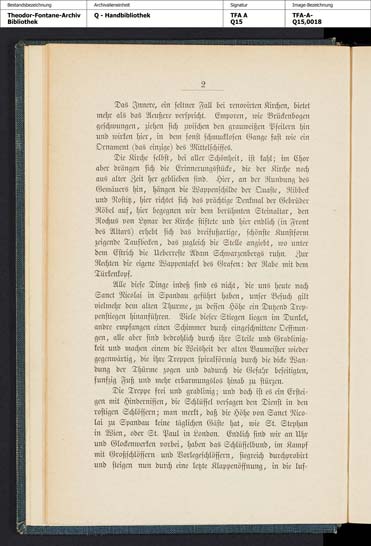 Bestandsbezeichnung
Archivalieneinheit
Signatur
Image-Bezeichnung
Theodor-Fontane-Archiv
Bibliothek
Q - Handbibliothek
TFA A
Q15
TFA-A-
Q15,0018
2
Das Innere, ein seltner Fall bei renovirten Kirchen, bietet
mehr als das Aeußere verspricht. Emporen, wie Brückenbogen
geschwungen, ziehen sich zwischen den grauweißen Pfeilern hin
und wirken hier, in dem sonst schmucklosen Gange fast wie ein
Ornament (das einzige) des Mittelschiffes.
Die Kirche selbst, bei aller Schönheit, ist kahl; im Chor
aber drängen sich die Erinnerungsstücke, die der Kirche noch
aus alter Zeit her geblieben sind. Hier, an der Rundung des
Gemäuers hin, hängen die Wappenschilde der Quaste, Ribbeck
und Nostitz, hier richtet sich das prächtige Denkmal der Gebrüder
Röbel auf, hier begegnen wir dem berühmten Steinaltar, den
Rochus von Lynar der Kirche stiftete und hier endlich (in Front
des Altars) erhebt sich das dreifußartige, schönste Kunstform
zeigende Taufbecken, das zugleich die Stelle angiebt, wo unter
dem Estrich die Ueberreste Adam Schwarzenbergs ruhn. Zur
Rechten die eigene Wappentafel des Grafen: der Rabe mit dem
Türkenkopf.
Alle diese Dinge indeß sind es nicht, die uns heute nach
Sanct Nicolai in Spandau geführt haben, unser Besuch gilt
vielmehr dem alten Thurme, zu dessen Höhe ein Dutzend Trep-
penstiegen hinanführen. Viele dieser Stiegen liegen im Dunkel,
andre empfangen einen Schimmer durch eingeschnittene Oeffnun-
gen, alle aber sind bedrohlich durch ihre Steile und Gradlinig-
keit und machen einem die Weisheit der alten Baumeister wieder
gegenwärtig, die ihre Treppen spiralförmig durch die dicke Wan-
dung der Thürme zogen und dadurch die Gefahr beseitigten,
funfzig Fuß und mehr erbarmungslos hinab zu stürzen.
Die Treppe frei und gradlinig; und doch ist es ein Erstei-
gen mit Hindernissen, die Schlüssel versagen den Dienst in den
rostigen Schlössern; man merkt, daß die Höhe von Sanct Nico-
lai zu Spandau keine täglichen Gäste hat, wie St. Stephan
in Wien, oder St. Paul in London. Endlich sind wir an Uhr
und Glockenwerken vorbei, haben das Schlüsselbund, im Kampf
mit Großschlössern und Vorlegeschlössern, siegreich durchprobirt
und steigen nun durch eine letzte Klappenöffnung, in die luf-